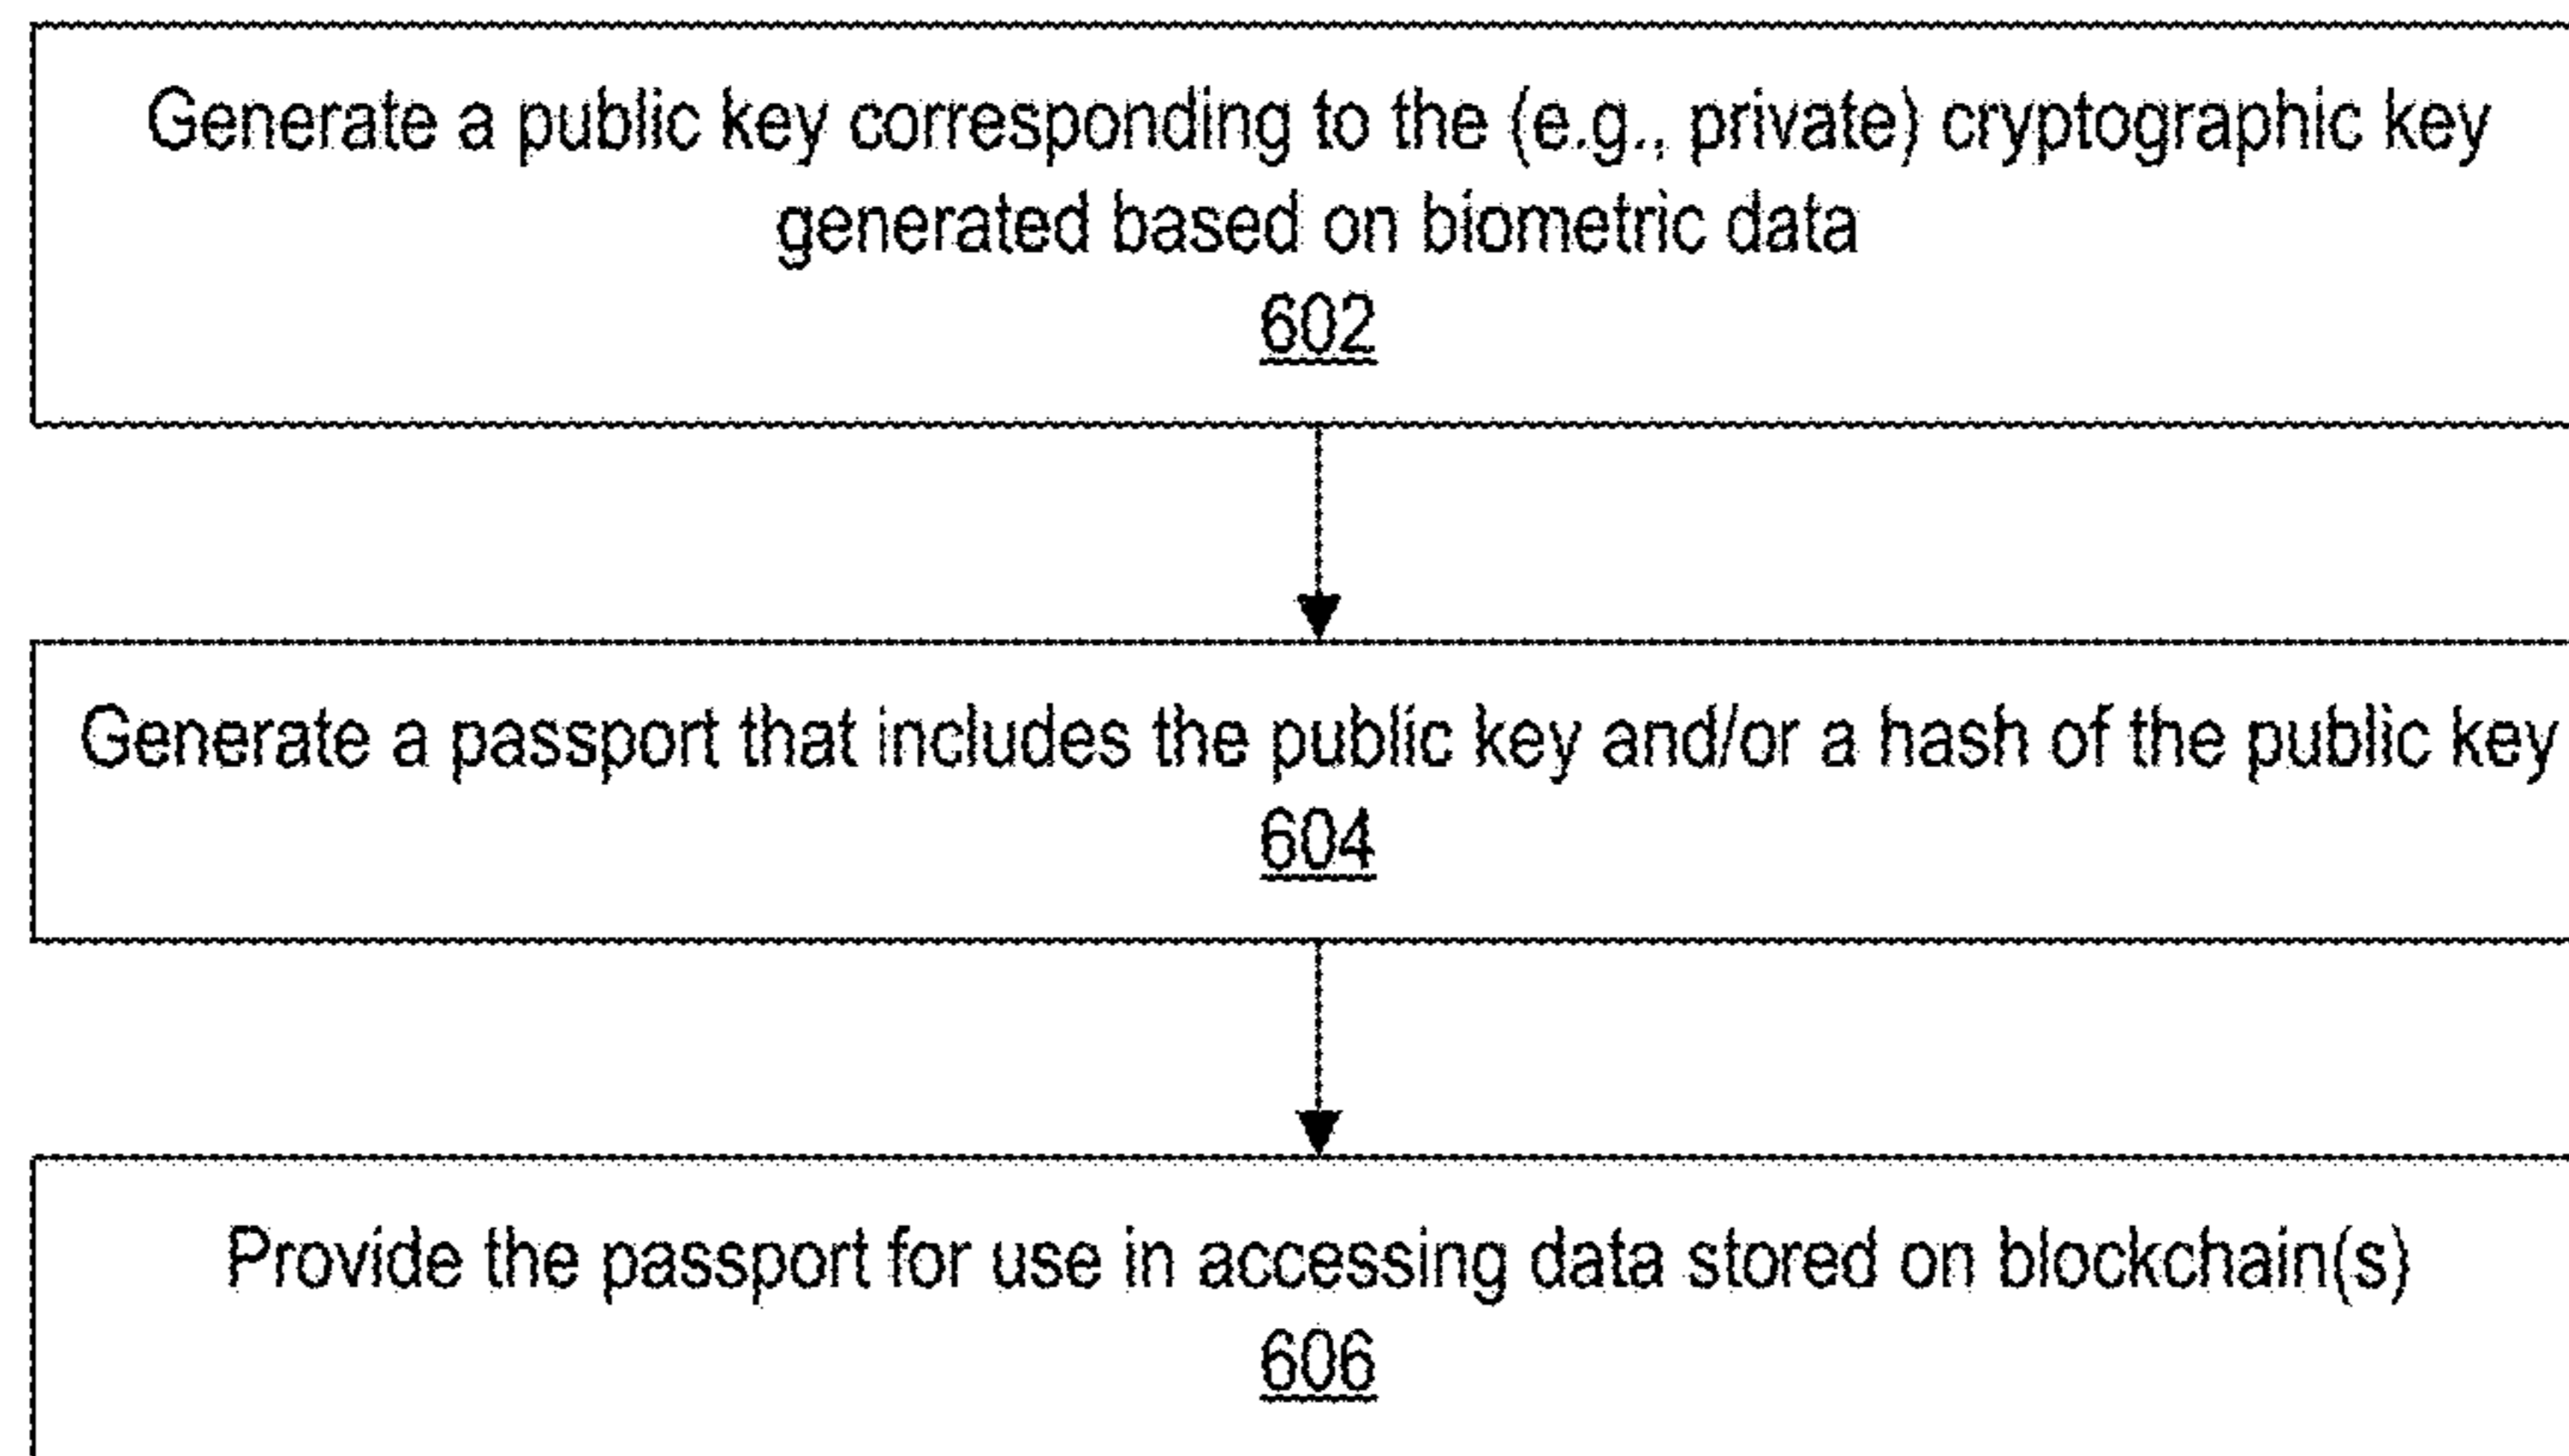 Generate a public key corresponding to the (e.g., private) cryptographic key
generated based on biometric data
602
Generate a passport that includes the public key and/or a hash of the public key
604
Provide the passport for use in accessing data stored on blockchain(s)
606